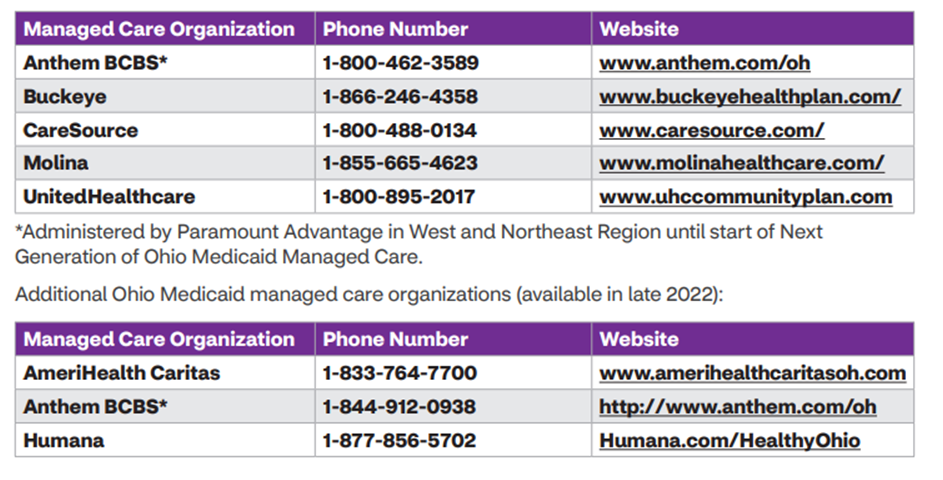 Managed Care Organization Phone Number Website
Anthem BCBS* 1-800-462-3589 www.anthem.com/oh
Buckeye 1-866-246-4358 www.buckeyehealthplan.com/
CareSource 1-800-488-0134 www.caresource.com/
Molina 1-855-665-4623 www.molinahealthcare.com/
UnitedHealthcare 1-800-895-2017 www.uhccommunityplan.com
*Administered by Paramount Advantage in West and Northeast Region until start of Next
Generation of Ohio Medicaid Managed Care.
Additional Ohio Medicaid managed care organizations (available in late 2022):
Managed Care Organization Phone Number Website
AmeriHealth Caritas 1-833-764-7700 www.amerihealthcaritasoh.com
Anthem BCBS* 1-844-912-0938 http://www.anthem.com/oh
Humana 1-877-856-5702 Humana.com/HealthyOhio